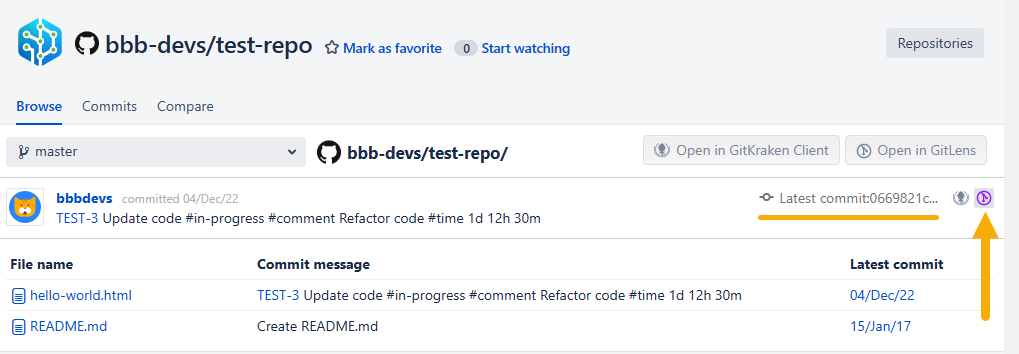 bbb-devs/test-repo Mark as favorite 0 Start watching Repositories
Browse Commits Compare
master bbb-devs/test-repo/ Open in GitKraken Client Open in GitLens
bbbdevs committed 04/Dec/22 Latest commit:0669821c...
TEST-3 Update code #in-progress #comment Refactor code #time 1d 12h 30m
File name Commit message Latest commit
hello-world.html TEST-3 Update code #in-progress #comment Refactor code #time 1d 12h 30m 04/Dec/22
README.md Create README.md 15/Jan/17